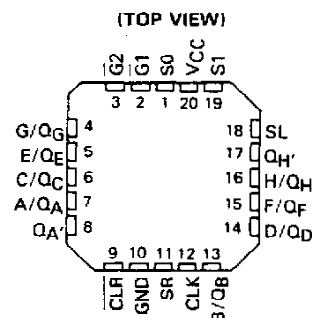 (TOP VIEW)
G2 G1 S0 VCC S1
3 2 1 20 19
G/QG 4
E/QE 5
C/QC 6
A/QA 7
QA' 8
18 SL
17 QH'
16 H/QH
15 F/QF
14 D/QD
9 10 11 12 13
CLR GND SR CLK B/QB